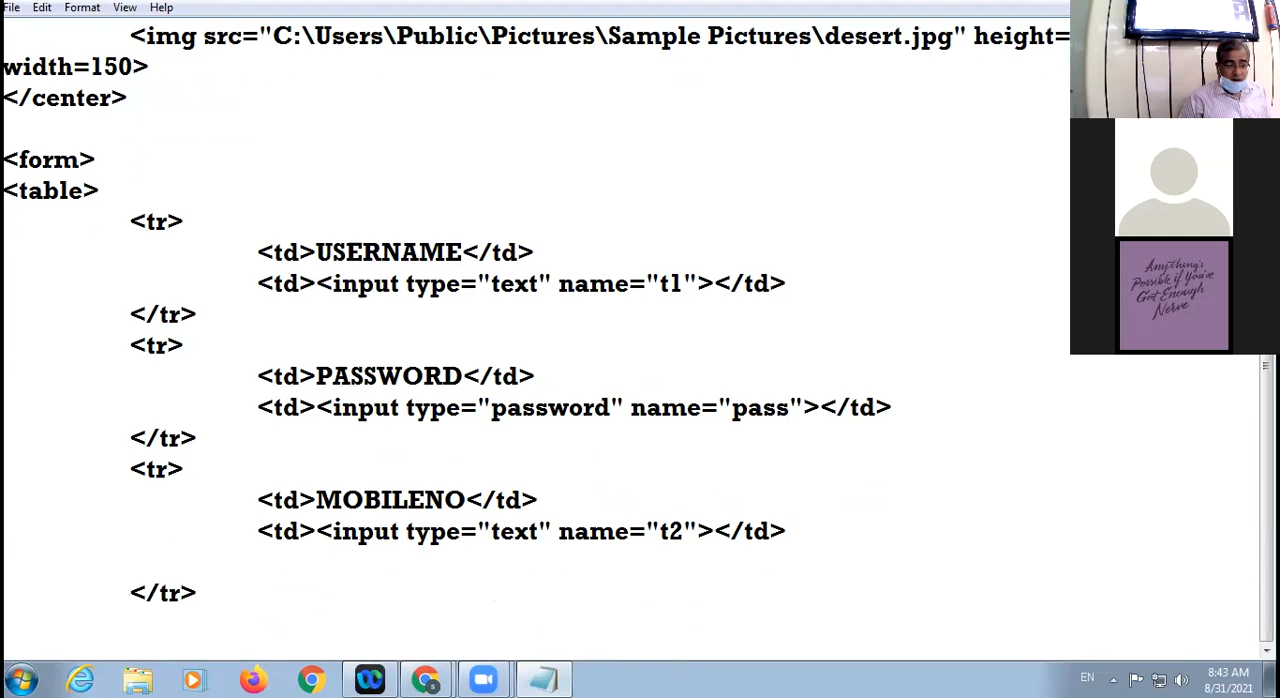 File Edit Format View Help
<img src="C:\Users\Public\Pictures\Sample Pictures\desert.jpg" height=
width=150>
</center>
<form>
<table>
<tr>
<td>USERNAME</td>
<td><input type="text" name="t1"></td>
</tr>
<tr>
<td>PASSWORD</td>
<td><input type="password" name="pass"></td>
</tr>
<tr>
<td>MOBILENO</td>
<td><input type="text" name="t2"></td>
</tr>
Anything's
Possible if You've
Got Enough
Nerve
EN
8:43 AM
8/31/2021